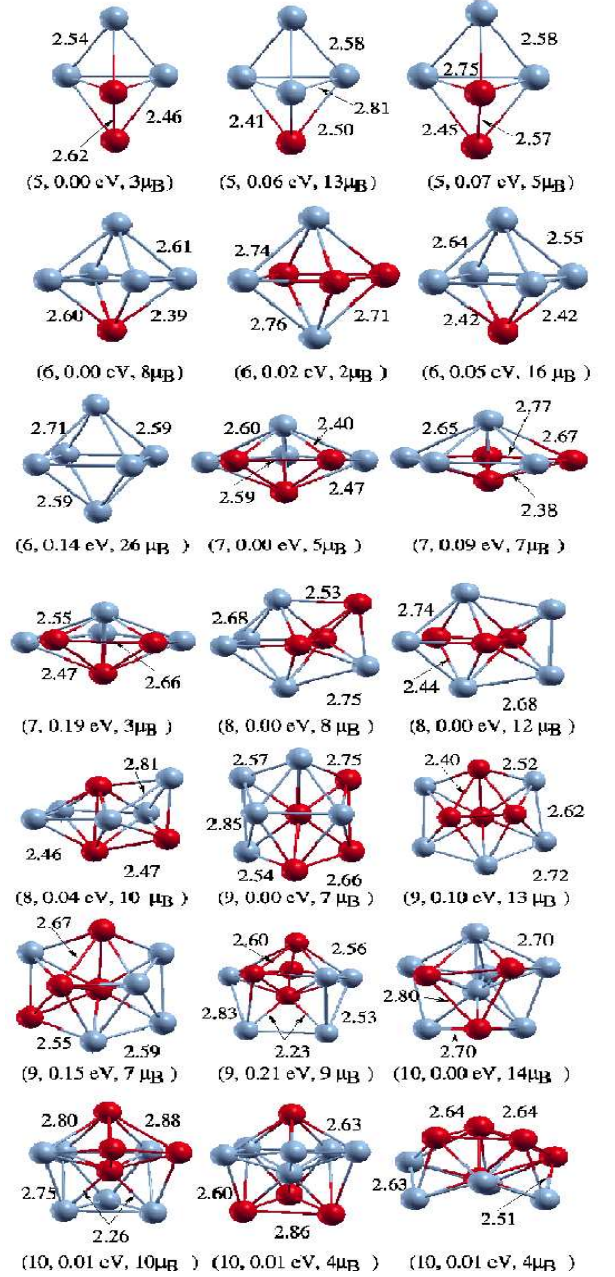 2.54 2.58 2.58
2.75
2.81
2.46 2.41 2.50 2.45 2.57
2.62
(5, 0.00 eV, 3μB) (5, 0.06 eV, 13μB) (5, 0.07 eV, 5μB)
2.61 2.74 2.64 2.55
2.60 2.39 2.76 2.71 2.42 2.42
(6, 0.00 eV, 8μB) (6, 0.02 eV, 2μB) (6, 0.05 eV, 16 μB)
2.71 2.59 2.60 2.40 2.65 2.77 2.67
2.59 2.59 2.47 2.38
(6, 0.14 eV, 26 μB) (7, 0.00 eV, 5μB) (7, 0.09 eV, 7μB)
2.55 2.68 2.53 2.74
2.47 2.66 2.75 2.44 2.68
(7, 0.19 eV, 3μB) (8, 0.00 eV, 8 μB) (8, 0.00 eV, 12 μB)
2.81 2.57 2.75 2.40 2.52
2.85 2.62
2.46 2.47 2.54 2.66 2.72
(8, 0.04 eV, 10 μB) (9, 0.00 eV, 7 μB) (9, 0.10 eV, 13 μB)
2.67 2.60 2.56 2.70
2.80
2.55 2.59 2.83 2.53
2.23 2.70
(9, 0.15 eV, 7 μB) (9, 0.21 eV, 9 μB) (10, 0.00 eV, 14μB)
2.80 2.88 2.63 2.64 2.64
2.75 2.60 2.63 2.51
2.26 2.86
(10, 0.01 eV, 10μB) (10, 0.01 eV, 4μB) (10, 0.01 eV, 4μB)